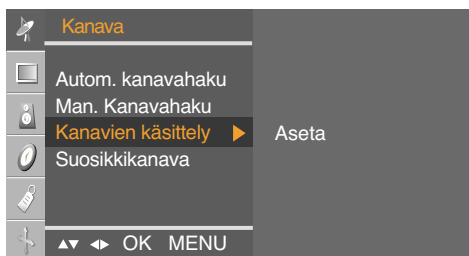 Kanava
Autom. kanavahaku
Man. Kanavahaku
Kanavien käsittely ▶ Aseta
Suosikkikanava
▲▼ ◀▶ OK MENU